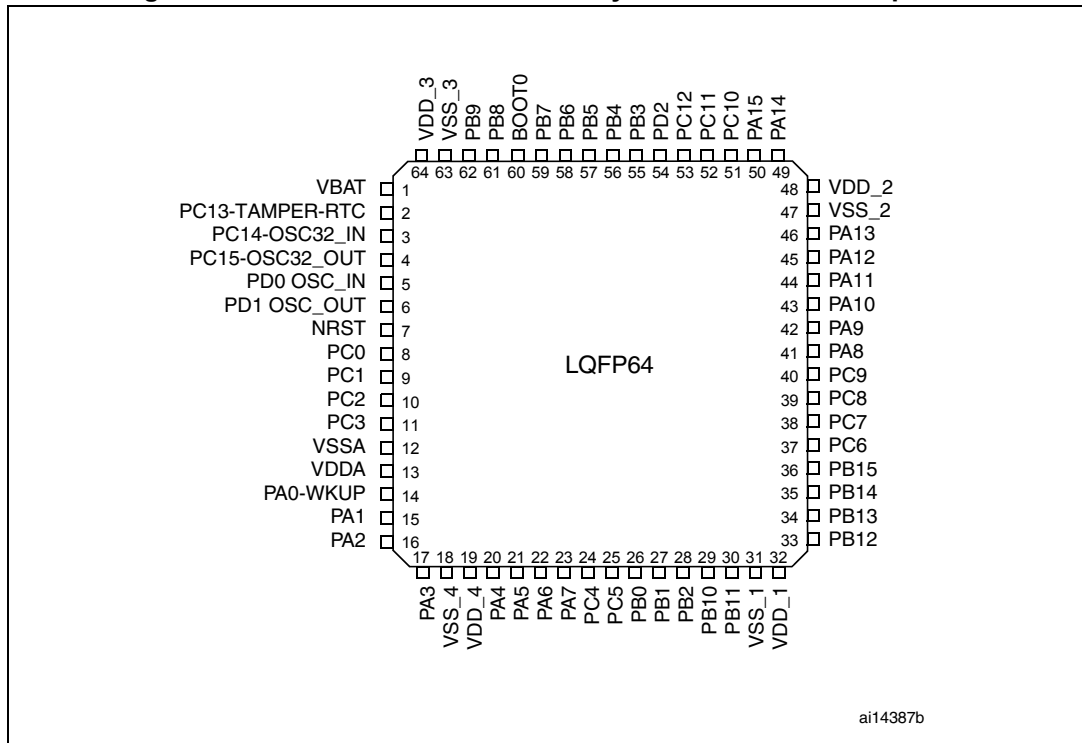 VDD_3
VSS_3
PB9
PB8
BOOT0
PB7
PB6
PB5
PB4
PB3
PD2
PC12
PC11
PC10
PA15
PA14
64 63 62 61 60 59 58 57 56 55 54 53 52 51 50 49
VBAT 1
PC13-TAMPER-RTC 2
PC14-OSC32_IN 3
PC15-OSC32_OUT 4
PD0 OSC_IN 5
PD1 OSC_OUT 6
NRST 7
PC0 8
PC1 9
PC2 10
PC3 11
VSSA 12
VDDA 13
PA0-WKUP 14
PA1 15
PA2 16
LQFP64
48 VDD_2
47 VSS_2
46 PA13
45 PA12
44 PA11
43 PA10
42 PA9
41 PA8
40 PC9
39 PC8
38 PC7
37 PC6
36 PB15
35 PB14
34 PB13
33 PB12
17 18 19 20 21 22 23 24 25 26 27 28 29 30 31 32
PA3
VSS_4
VDD_4
PA4
PA5
PA6
PA7
PC4
PC5
PB0
PB1
PB2
PB10
PB11
VSS_1
VDD_1
ai14387b